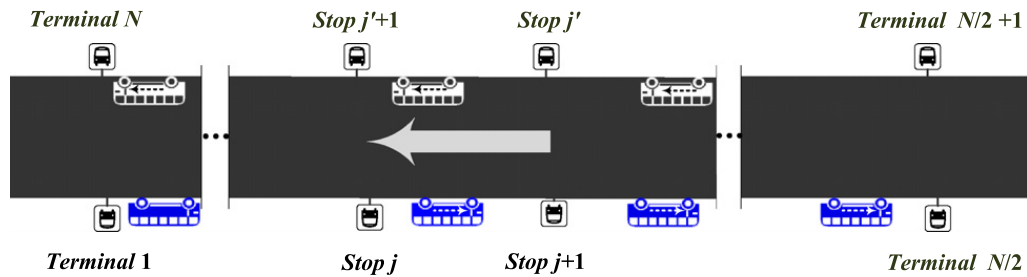 Terminal N
Stop j'+1
Stop j'
Terminal N/2 +1
Terminal 1
Stop j
Stop j+1
Terminal N/2